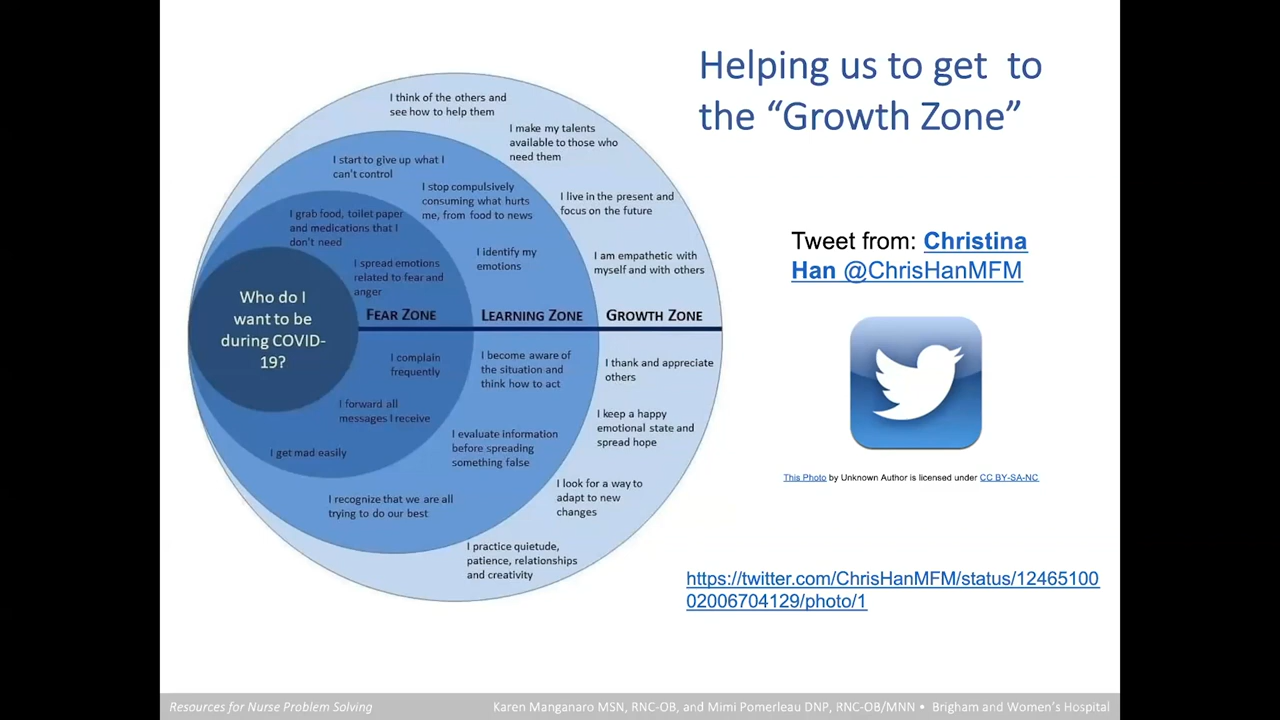 Helping us to get to
the “Growth Zone”
I think of the others and
see how to help them
I make my talents
available to those who
need them
I start to give up what I
can't control
I stop compulsively
consuming what hurts
me, from food to news
I live in the present and
focus on the future
I grab food, toilet paper
and medications that I
don't need
I identify my
emotions
I am empathetic with
myself and with others
I spread emotions
related to fear and
anger
Who do I
want to be
during COVID-
19?
FEAR ZONE
LEARNING ZONE
GROWTH ZONE
I complain
frequently
I become aware of
the situation and
think how to act
I thank and appreciate
others
I forward all
messages I receive
I keep a happy
emotional state and
spread hope
I get mad easily
I evaluate information
before spreading
something false
I look for a way to
adapt to new
changes
I recognize that we are all
trying to do our best
I practice quietude,
patience, relationships
and creativity
Tweet from: Christina
Han @ChrisHanMFM
This Photo by Unknown Author is licensed under CC BY-SA-NC
https://twitter.com/ChrisHanMFM/status/12465100
02006704129/photo/1
Resources for Nurse Problem Solving
Karen Manganaro MSN, RNC-OB, and Mimi Pomerleau DNP, RNC-OB/MNN • Brigham and Women's Hospital